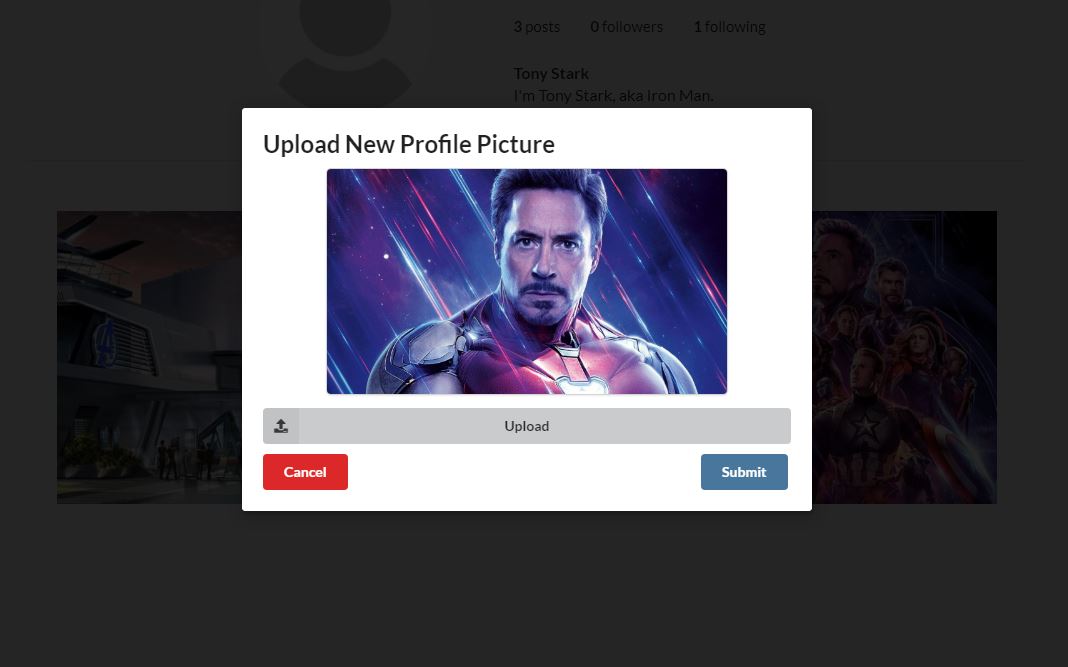 3 posts 0 followers 1 following
Tony Stark
I'm Tony Stark, aka Iron Man.
Upload New Profile Picture
Upload
Cancel Submit